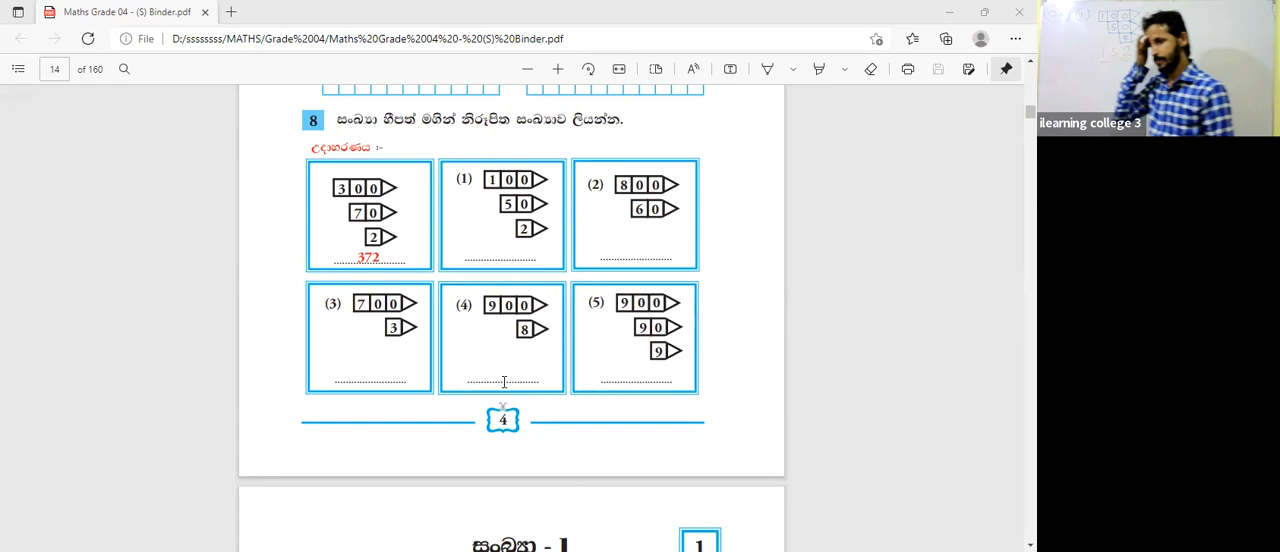 Maths Grade 04 - (S) Binder.pdf
File
D:/ssssssss/MATHS/Grade%2004/Maths%20Grade%2004%20-%20(S)%20Binder.pdf
14 of 160
ilearning college 3
8 සංඛ්‍යා හීපත් මගින් නිරූපිත සංඛ්‍යාව ලියන්න.
උදාහරණය :-
300
70
2
372
(1) 100
50
2
(2) 800
60
(3) 700
3
(4) 900
8
(5) 900
90
9
4
සංඛ්‍යා - 1
1